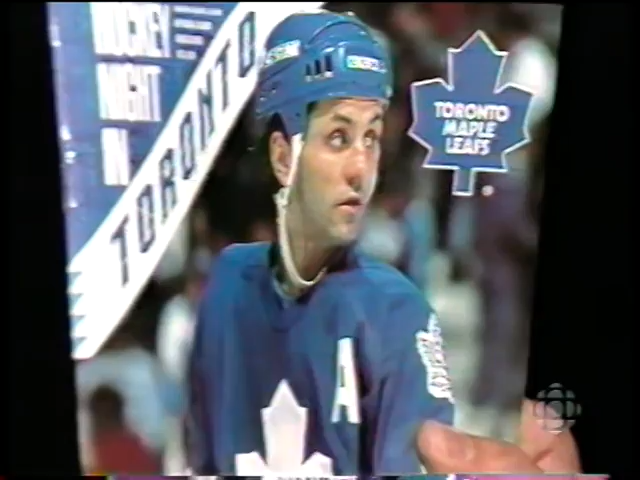 HOCKEY
NIGHT
IN
TORONTO
TORONTO
MAPLE
LEAFS
A